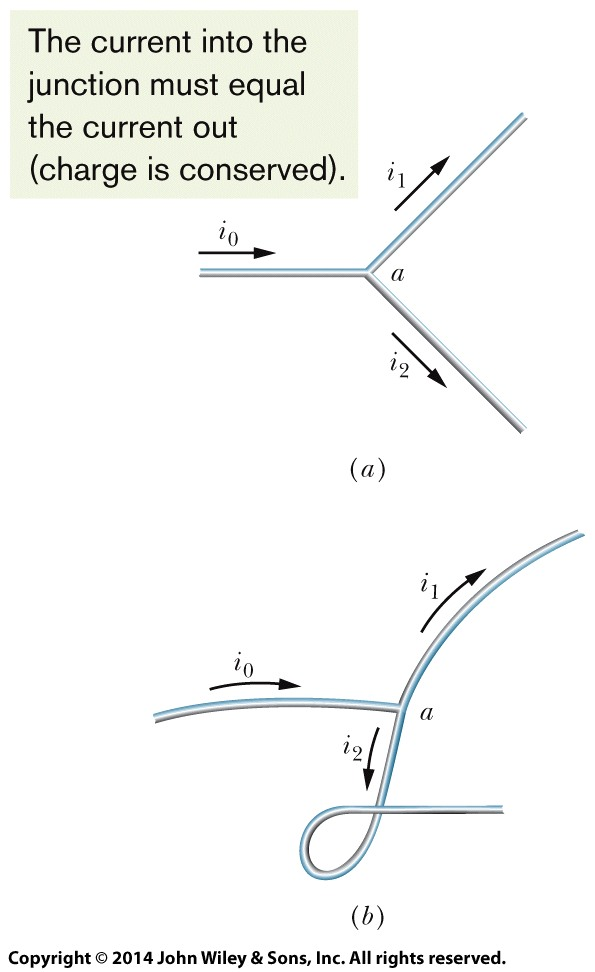 The current into the
junction must equal
the current out
(charge is conserved).
i1
i0
a
i2
(a)
i1
i0
a
i2
(b)
Copyright © 2014 John Wiley & Sons, Inc. All rights reserved.